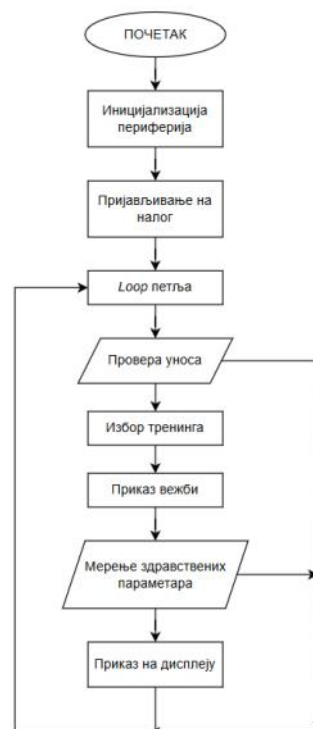 ПОЧЕТАК
Иницијализација
периферија
Пријављивање на
налог
Loop петља
Провера уноса
Избор тренинга
Приказ вежби
Мерење здравствених
параметара
Приказ на дисплеју